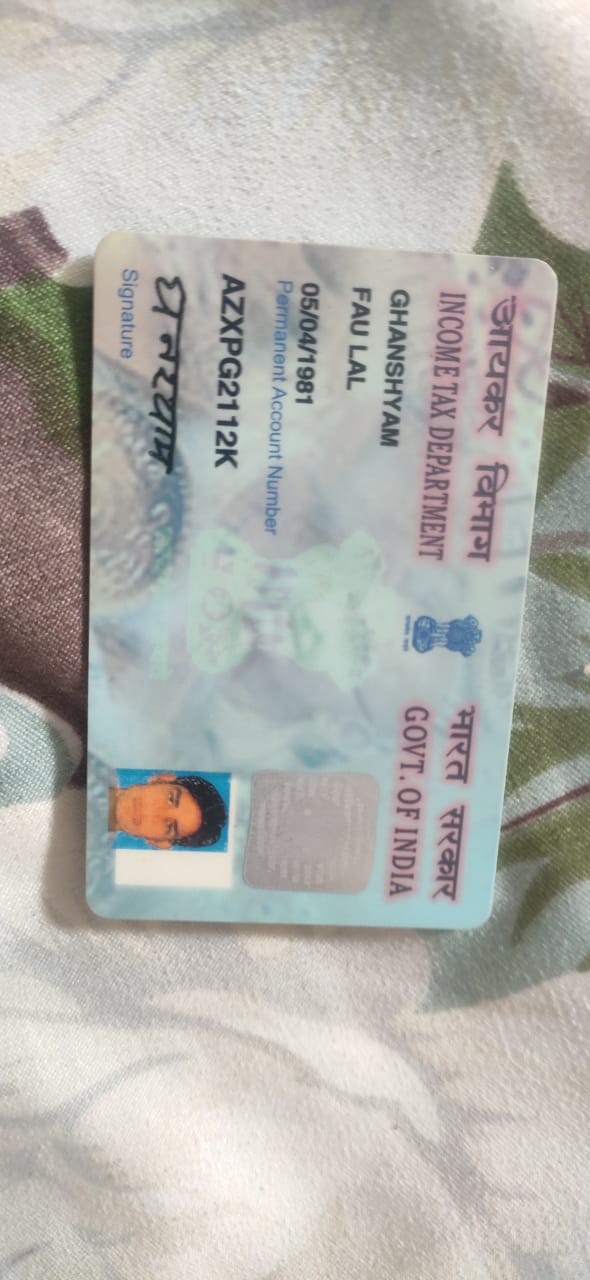 आयकर विभाग
INCOME TAX DEPARTMENT
भारत सरकार
GOVT. OF INDIA
GHANSHYAM
FAU LAL
05/04/1981
Permanent Account Number
AZXPG2112K
घनश्याम
Signature